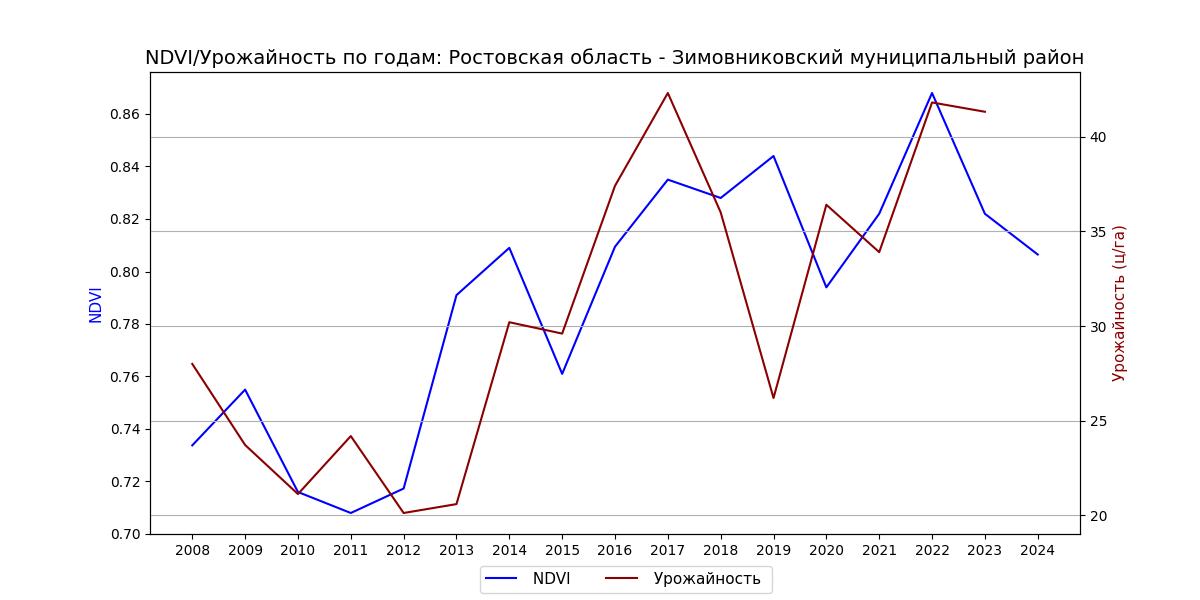 NDVI/Урожайность по годам: Ростовская область - Зимовниковский муниципальный район
NDVI
0.86
0.84
0.82
0.80
0.78
0.76
0.74
0.72
0.70
40
35
30
25
20
Урожайность (ц/га)
2008 2009 2010 2011 2012 2013 2014 2015 2016 2017 2018 2019 2020 2021 2022 2023 2024
NDVI Урожайность